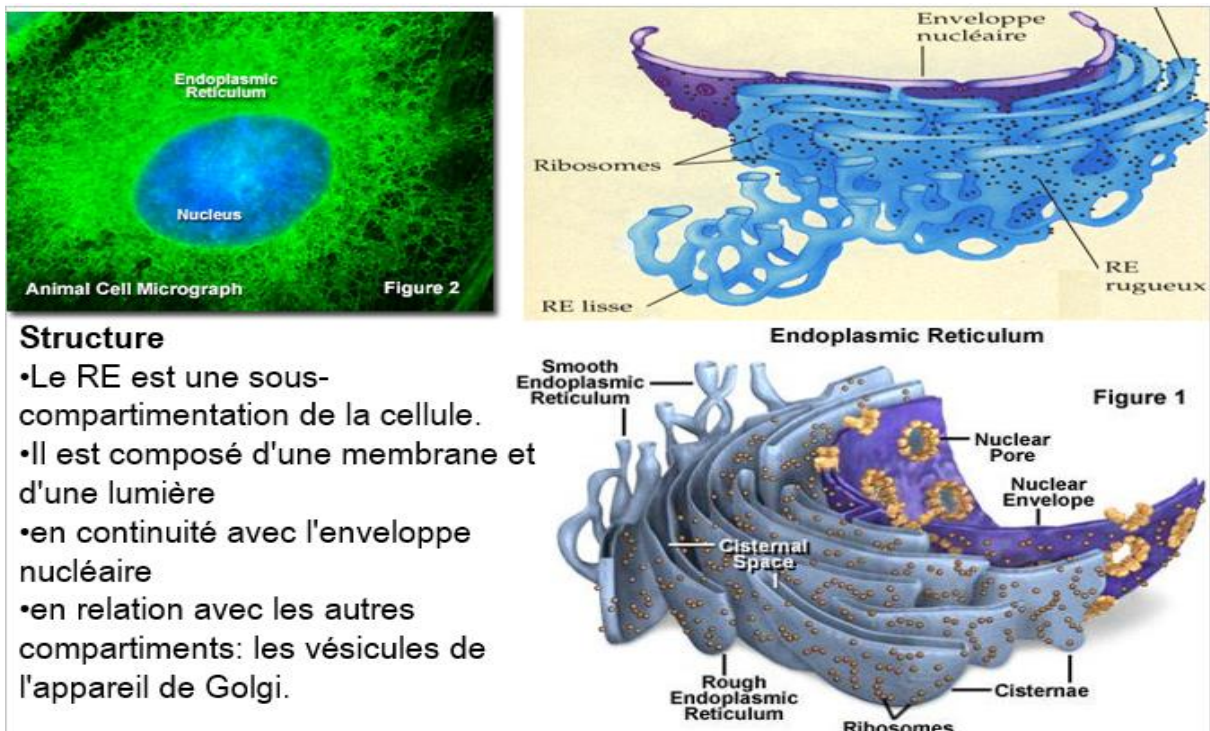 Endoplasmic
Reticulum
Nucleus
Animal Cell Micrograph
Figure 2
Enveloppe
nucléaire
Ribosomes
RE
rugueux
RE lisse
Structure
•Le RE est une sous-
compartimentation de la cellule.
•Il est composé d'une membrane et
d'une lumière
•en continuité avec l'enveloppe
nucléaire
•en relation avec les autres
compartiments: les vésicules de
l'appareil de Golgi.
Endoplasmic Reticulum
Smooth
Endoplasmic
Reticulum
Figure 1
Nuclear
Pore
Nuclear
Envelope
Cisternal
Space
Rough
Endoplasmic
Reticulum
Cisternae
Ribosomes